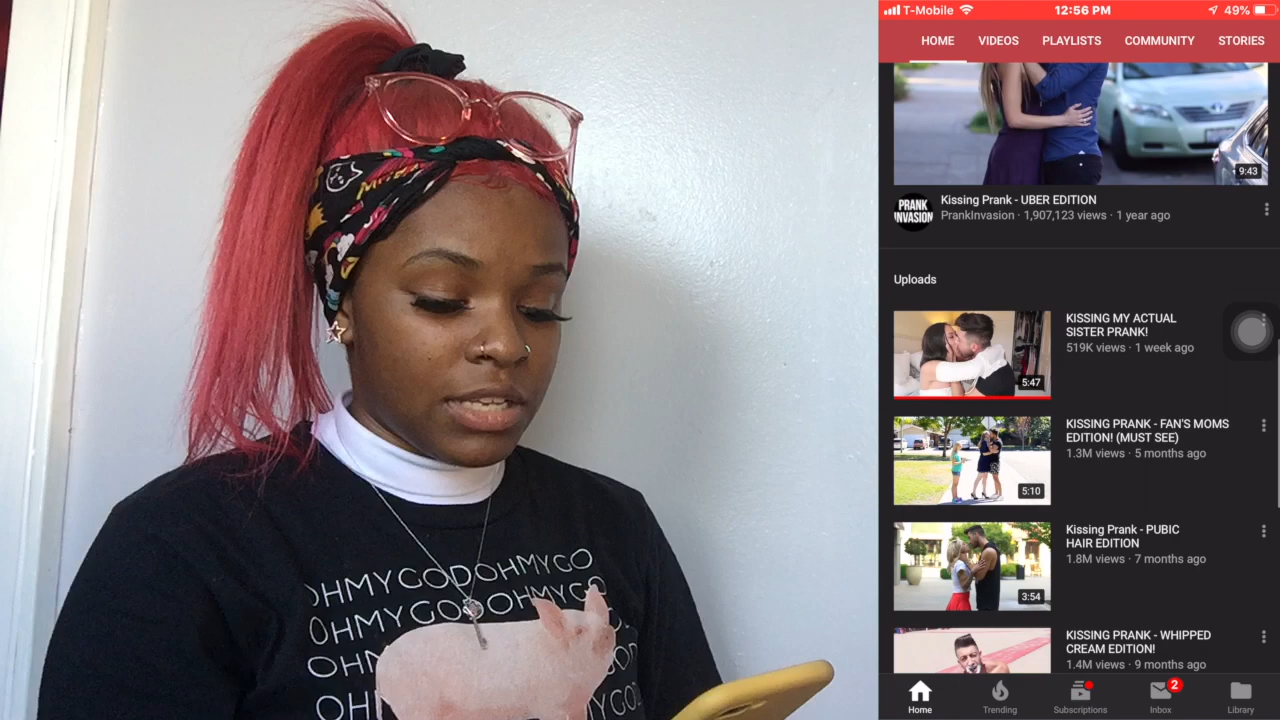 OHMYGODOHMYGO
OHMYGODOHMYGO
OHM
OH
T-Mobile
12:56 PM
49%
HOME VIDEOS PLAYLISTS COMMUNITY STORIES
9:43
PRANK
INVASION
Kissing Prank - UBER EDITION
PrankInvasion · 1,907,123 views · 1 year ago
Uploads
KISSING MY ACTUAL
SISTER PRANK!
519K views · 1 week ago
5:47
KISSING PRANK - FAN'S MOMS
EDITION! (MUST SEE)
1.3M views · 5 months ago
5:10
Kissing Prank - PUBIC
HAIR EDITION
1.8M views · 7 months ago
3:54
KISSING PRANK - WHIPPED
CREAM EDITION!
1.4M views · 9 months ago
2
Home Trending Subscriptions Inbox Library